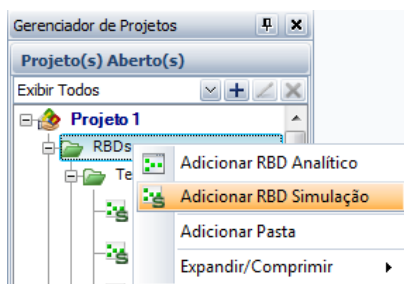 Gerenciador de Projetos
Projeto(s) Aberto(s)
Exibir Todos
Projeto 1
RBDs
Te
Adicionar RBD Analítico
Adicionar RBD Simulação
Adicionar Pasta
Expandir/Comprimir